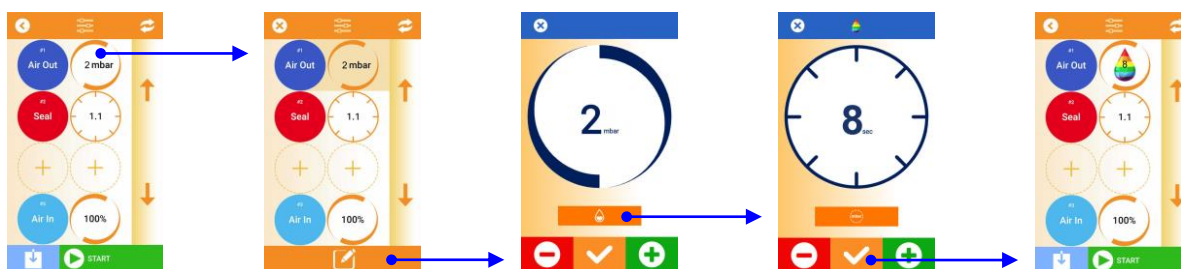 #1
Air Out
2 mbar
#2
Seal
1.1
#3
Air In
100%
START
#1
Air Out
2 mbar
#2
Seal
1.1
#3
Air In
100%
2 mbar
8 sec
#1
Air Out
8
#2
Seal
1.1
#3
Air In
100%
START